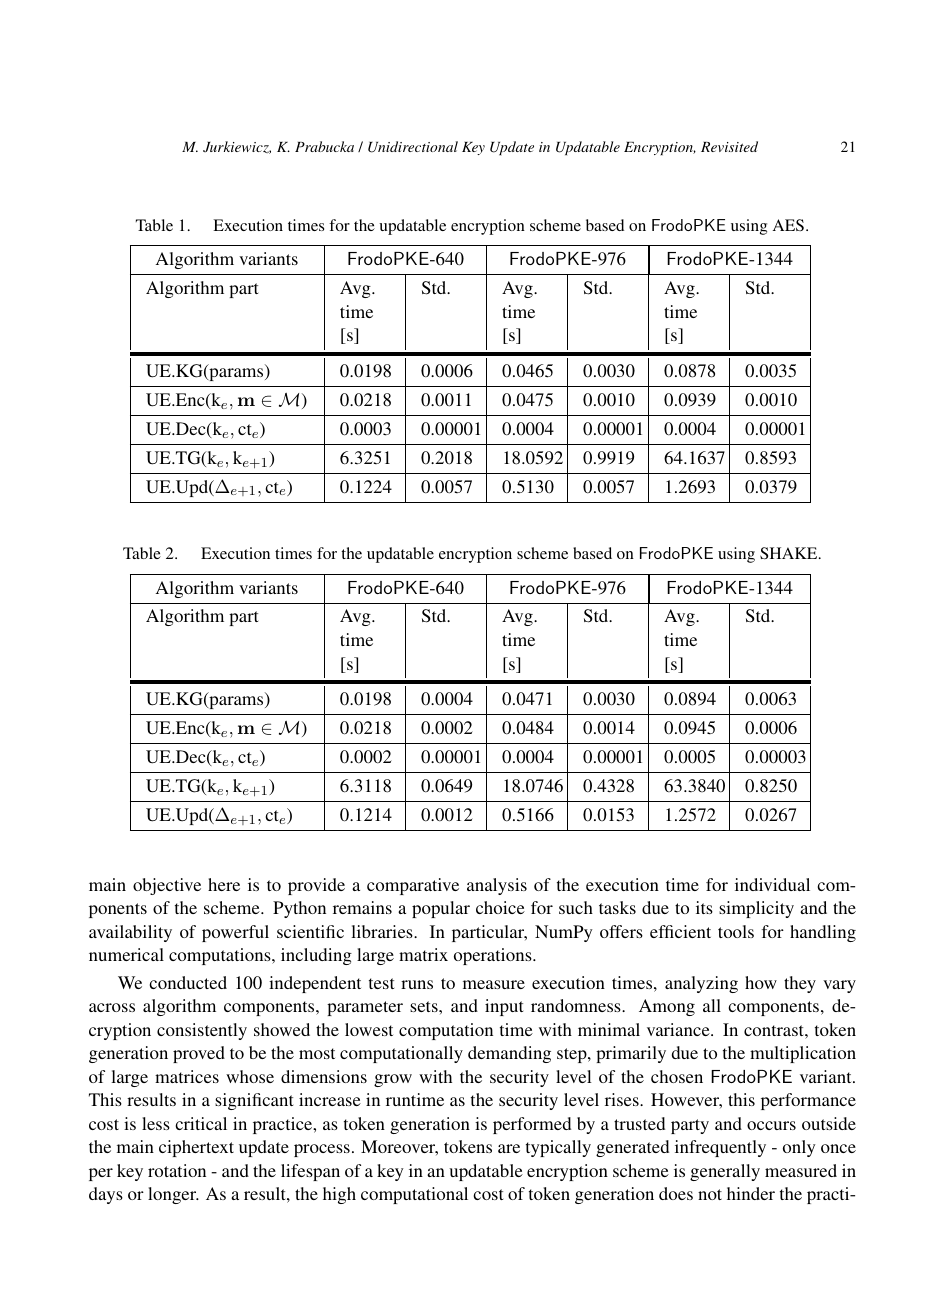 M. Jurkiewicz, K. Prabucka / Unidirectional Key Update in Updatable Encryption, Revisited 21
Table 1. Execution times for the updatable encryption scheme based on FrodoPKE using AES.
Algorithm variants FrodoPKE-640 FrodoPKE-976 FrodoPKE-1344
Algorithm part Avg. Std. Avg. Std. Avg. Std.
time time time
[s] [s] [s]
UE.KG(params) 0.0198 0.0006 0.0465 0.0030 0.0878 0.0035
UE.Enc(kₑ, m ∈ ℳ) 0.0218 0.0011 0.0475 0.0010 0.0939 0.0010
UE.Dec(kₑ, ctₑ) 0.0003 0.00001 0.0004 0.00001 0.0004 0.00001
UE.TG(kₑ, kₑ₊₁) 6.3251 0.2018 18.0592 0.9919 64.1637 0.8593
UE.Upd(Δₑ₊₁, ctₑ) 0.1224 0.0057 0.5130 0.0057 1.2693 0.0379
Table 2. Execution times for the updatable encryption scheme based on FrodoPKE using SHAKE.
Algorithm variants FrodoPKE-640 FrodoPKE-976 FrodoPKE-1344
Algorithm part Avg. Std. Avg. Std. Avg. Std.
time time time
[s] [s] [s]
UE.KG(params) 0.0198 0.0004 0.0471 0.0030 0.0894 0.0063
UE.Enc(kₑ, m ∈ ℳ) 0.0218 0.0002 0.0484 0.0014 0.0945 0.0006
UE.Dec(kₑ, ctₑ) 0.0002 0.00001 0.0004 0.00001 0.0005 0.00003
UE.TG(kₑ, kₑ₊₁) 6.3118 0.0649 18.0746 0.4328 63.3840 0.8250
UE.Upd(Δₑ₊₁, ctₑ) 0.1214 0.0012 0.5166 0.0153 1.2572 0.0267
main objective here is to provide a comparative analysis of the execution time for individual com-
ponents of the scheme. Python remains a popular choice for such tasks due to its simplicity and the
availability of powerful scientific libraries. In particular, NumPy offers efficient tools for handling
numerical computations, including large matrix operations.
We conducted 100 independent test runs to measure execution times, analyzing how they vary
across algorithm components, parameter sets, and input randomness. Among all components, de-
cryption consistently showed the lowest computation time with minimal variance. In contrast, token
generation proved to be the most computationally demanding step, primarily due to the multiplication
of large matrices whose dimensions grow with the security level of the chosen FrodoPKE variant.
This results in a significant increase in runtime as the security level rises. However, this performance
cost is less critical in practice, as token generation is performed by a trusted party and occurs outside
the main ciphertext update process. Moreover, tokens are typically generated infrequently - only once
per key rotation - and the lifespan of a key in an updatable encryption scheme is generally measured in
days or longer. As a result, the high computational cost of token generation does not hinder the practi-